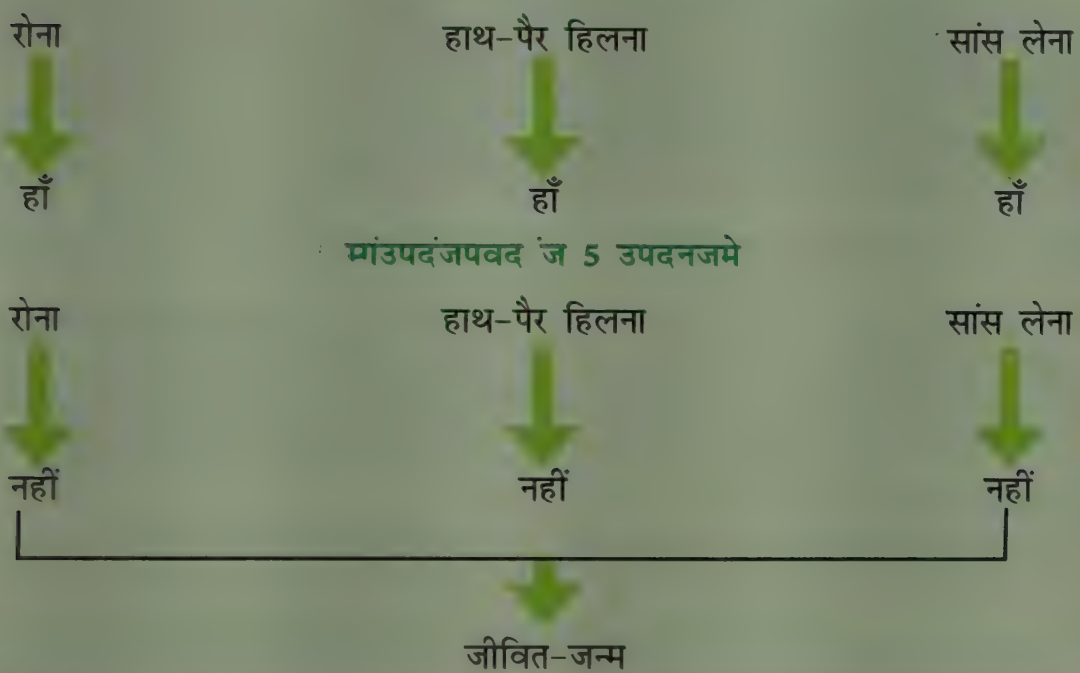 रोना हाथ-पैर हिलना सांस लेना
हाँ हाँ हाँ
म्गंउपदंजपवद ंज 5 उपदनजमे
रोना हाथ-पैर हिलना सांस लेना
नहीं नहीं नहीं
जीवित-जन्म